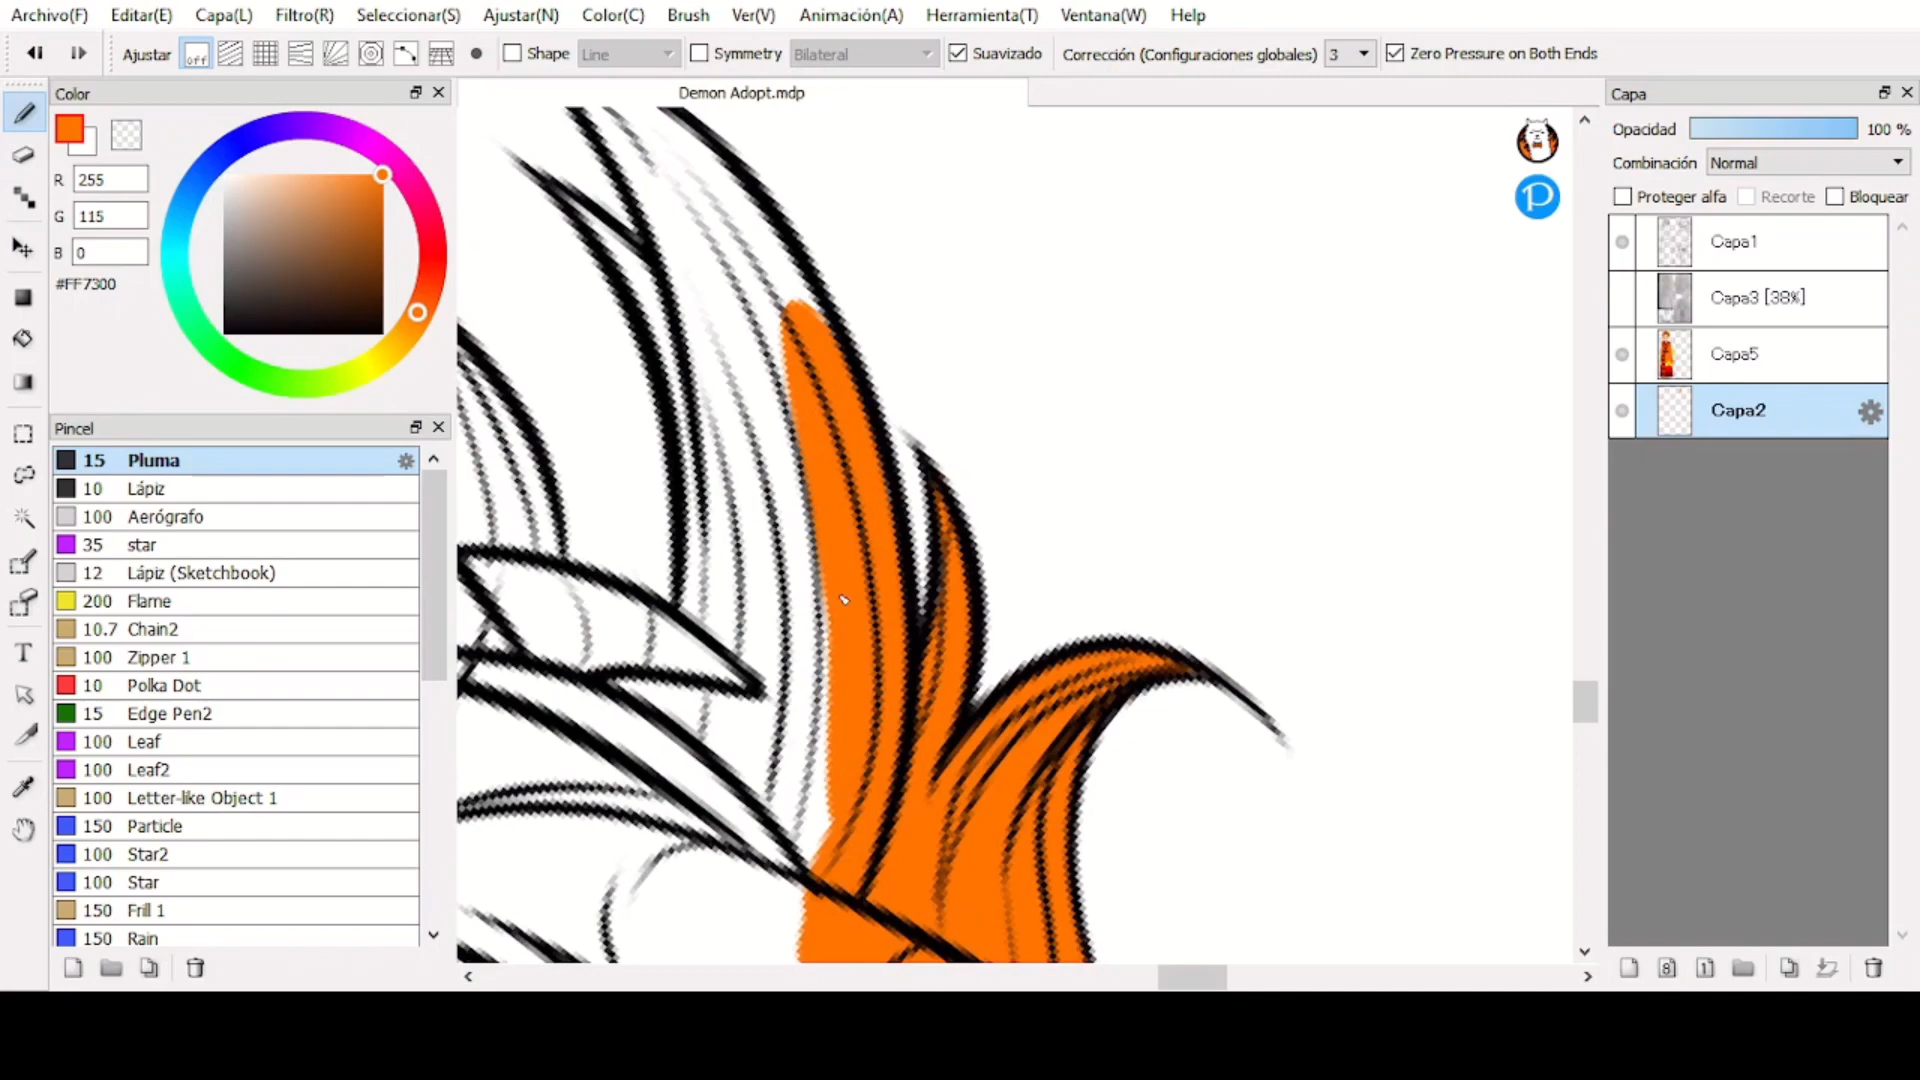 Archivo(F) Editar(E) Capa(L) Filtro(R) Seleccionar(S) Ajustar(N) Color(C) Brush Ver(V) Animación(A) Herramienta(T) Ventana(W) Help
Ajustar off Shape Line Symmetry Bilateral Suavizado Corrección (Configuraciones globales) 3 Zero Pressure on Both Ends
Color
R 255
G 115
B 0
#FF7300
Pincel
15 Pluma
10 Lápiz
100 Aerógrafo
35 star
12 Lápiz (Sketchbook)
200 Flame
10.7 Chain2
100 Zipper 1
10 Polka Dot
15 Edge Pen2
100 Leaf
100 Leaf2
100 Letter-like Object 1
150 Particle
100 Star2
100 Star
150 Frill 1
150 Rain
Demon Adopt.mdp
Capa
Opacidad 100 %
Combinación Normal
Proteger alfa Recorte Bloquear
Capa1
Capa3 [38%]
Capa5
Capa2